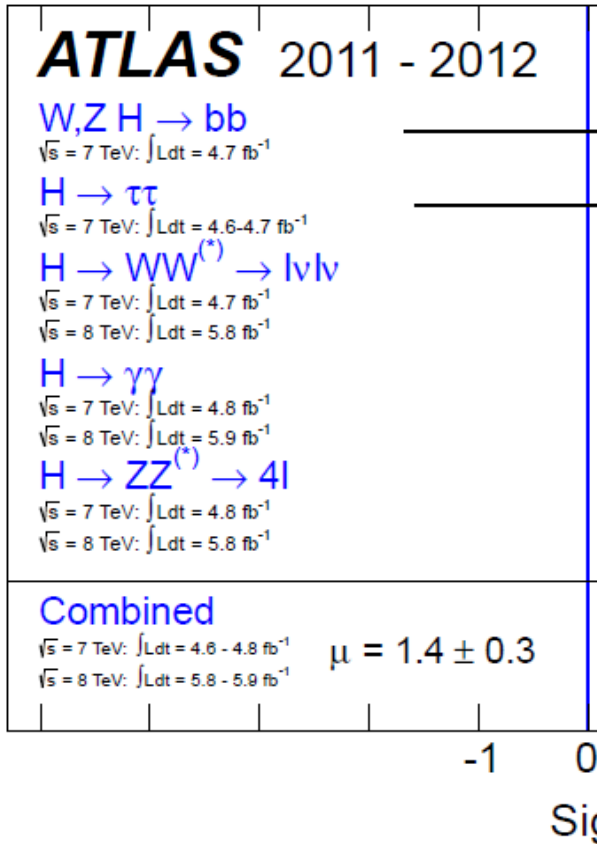 ATLAS 2011 - 2012
W,Z H → bb
√s = 7 TeV: ∫Ldt = 4.7 fb⁻¹
H → ττ
√s = 7 TeV: ∫Ldt = 4.6-4.7 fb⁻¹
H → WW⁽*⁾ → lνlν
√s = 7 TeV: ∫Ldt = 4.7 fb⁻¹
√s = 8 TeV: ∫Ldt = 5.8 fb⁻¹
H → γγ
√s = 7 TeV: ∫Ldt = 4.8 fb⁻¹
√s = 8 TeV: ∫Ldt = 5.9 fb⁻¹
H → ZZ⁽*⁾ → 4l
√s = 7 TeV: ∫Ldt = 4.8 fb⁻¹
√s = 8 TeV: ∫Ldt = 5.8 fb⁻¹
Combined
√s = 7 TeV: ∫Ldt = 4.6 - 4.8 fb⁻¹
√s = 8 TeV: ∫Ldt = 5.8 - 5.9 fb⁻¹
μ = 1.4 ± 0.3
-1 0
Sig